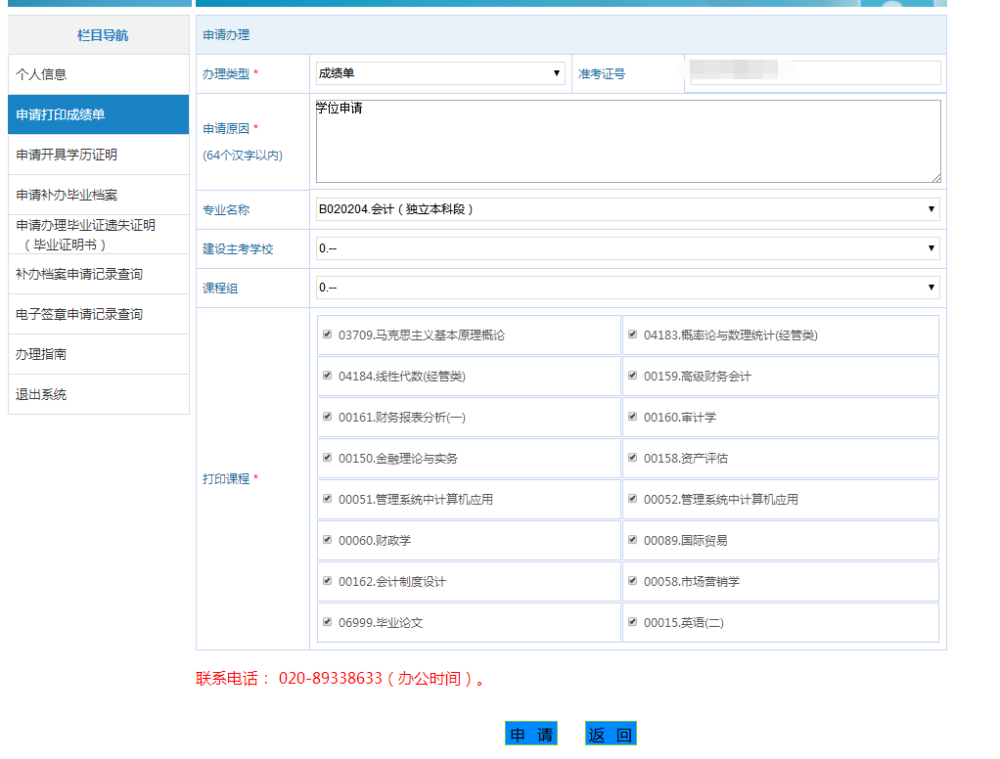 栏目导航
个人信息
申请打印成绩单
申请开具学历证明
申请补办毕业档案
申请办理毕业证遗失证明
（毕业证明书）
补办档案申请记录查询
电子签章申请记录查询
办理指南
退出系统
申请办理
办理类型 * 成绩单 准考证号
申请原因 *
(64个汉字以内)
学位申请
专业名称 B020204.会计（独立本科段）
建设主考学校 0.--
课程组 0.--
打印课程 *
03709.马克思主义基本原理概论 04183.概率论与数理统计(经管类)
04184.线性代数(经管类) 00159.高级财务会计
00161.财务报表分析(一) 00160.审计学
00150.金融理论与实务 00158.资产评估
00051.管理系统中计算机应用 00052.管理系统中计算机应用
00060.财政学 00089.国际贸易
00162.会计制度设计 00058.市场营销学
06999.毕业论文 00015.英语(二)
联系电话： 020-89338633（办公时间）。
申 请 返 回